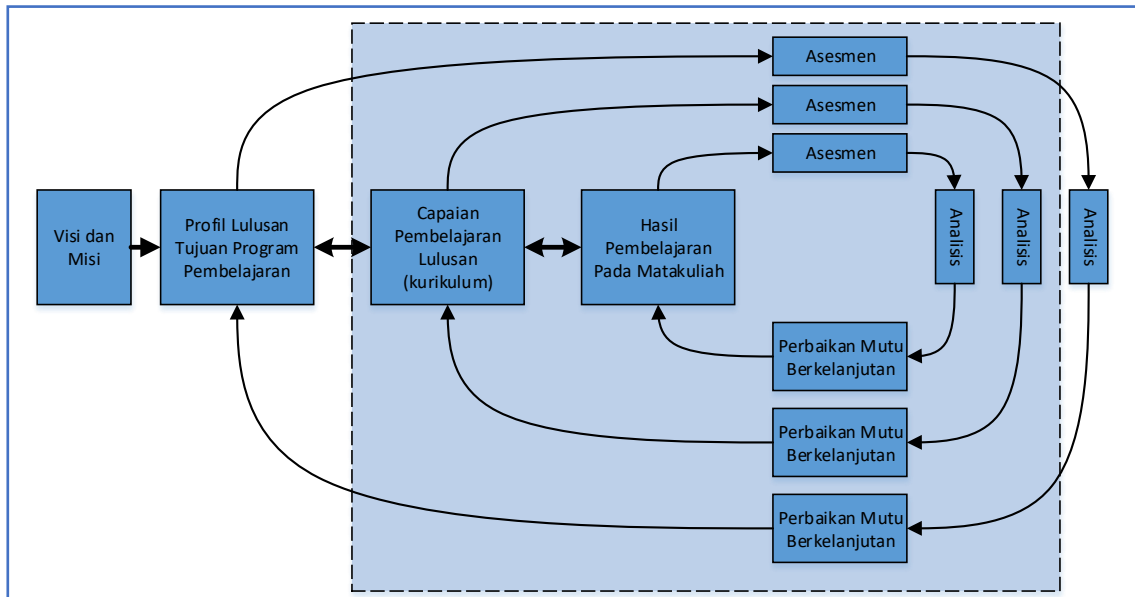 Asesmen
Asesmen
Asesmen
Visi dan
Misi
Profil Lulusan
Tujuan Program
Pembelajaran
Capaian
Pembelajaran
Lulusan
(kurikulum)
Hasil
Pembelajaran
Pada Matakuliah
Analisis
Analisis
Analisis
Perbaikan Mutu
Berkelanjutan
Perbaikan Mutu
Berkelanjutan
Perbaikan Mutu
Berkelanjutan